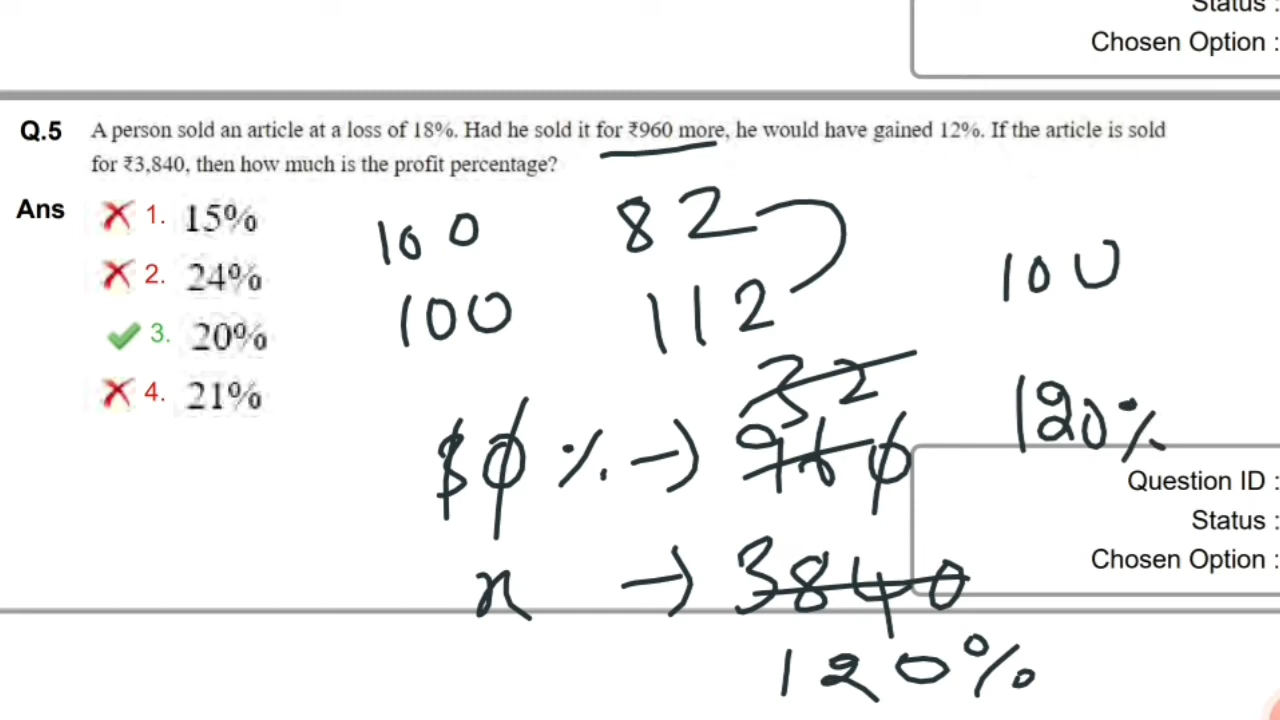 Status :
Chosen Option :
Q.5 A person sold an article at a loss of 18%. Had he sold it for ₹960 more, he would have gained 12%. If the article is sold
for ₹3,840, then how much is the profit percentage?
Ans 1. 15%
2. 24%
3. 20%
4. 21%
100 82
100 112
100
32
30 % → 960
120%
x → 3840
120%
Question ID :
Status :
Chosen Option :